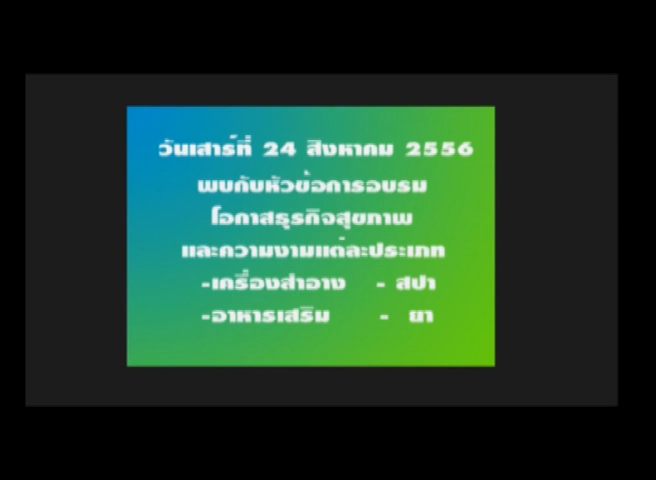 วันเสาร์ที่ 24 สิงหาคม 2556
พบกับหัวข้อการอบรม
โอกาสธุรกิจสุขภาพ
และความงามแต่ละประเภท
-เครื่องสำอาง - สปา
-อาหารเสริม - ยา